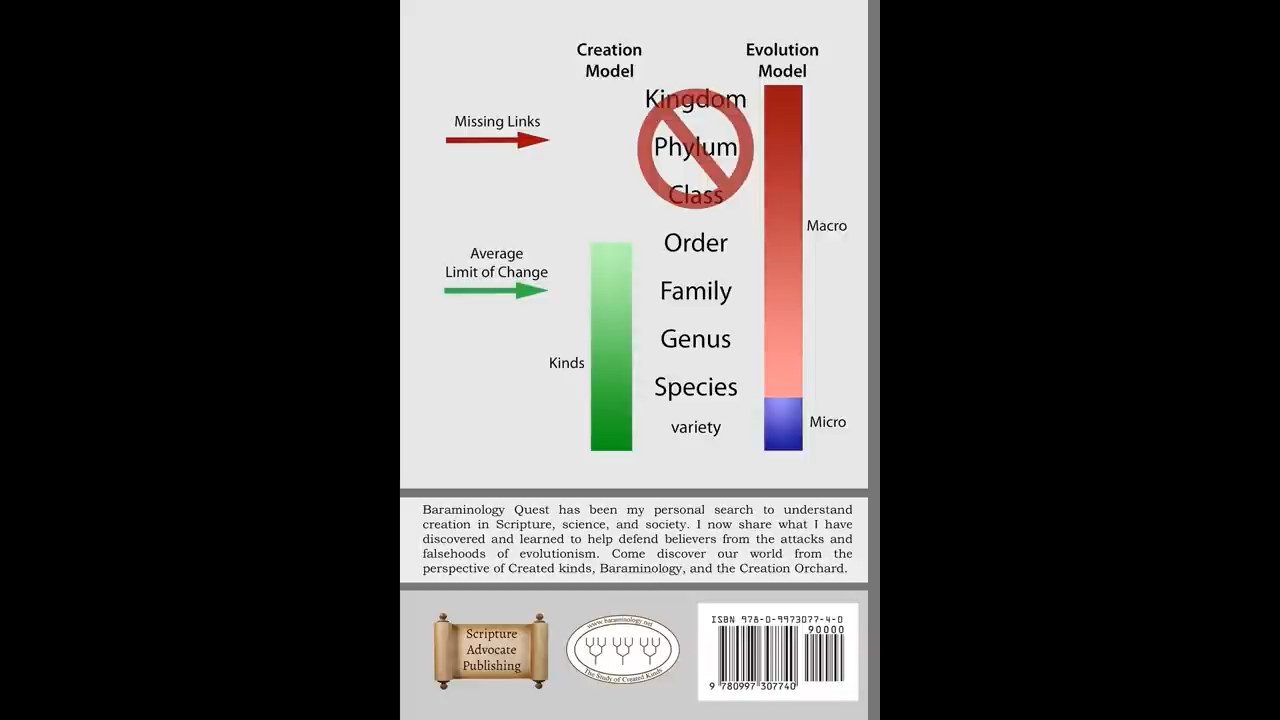 Creation
Model
Evolution
Model
Kingdom
Missing Links
Phylum
Class
Macro
Order
Average
Limit of Change
Family
Genus
Kinds
Species
Micro
variety
Baraminology Quest has been my personal search to understand
creation in Scripture, science, and society. I now share what I have
discovered and learned to help defend believers from the attacks and
falsehoods of evolutionism. Come discover our world from the
perspective of Created kinds, Baraminology, and the Creation Orchard.
Scripture
Advocate
Publishing
www.baraminology.net
The Study of Created Kinds
ISBN 978-0-9973077-4-0
90000
9 780997 307740